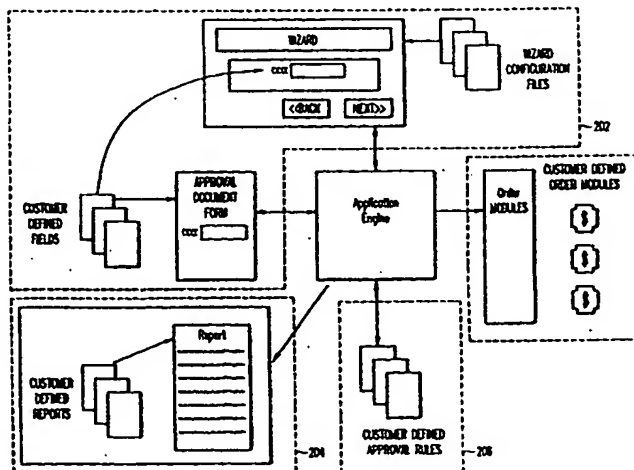 WIZARD
<<BACK
NEXT>>
WIZARD
CONFIGURATION
FILES
202
CUSTOMER
DEFINED
FIELDS
APPROVAL
DOCUMENT
FORM
Application
Engine
Order
MODULES
CUSTOMER DEFINED
ORDER MODULES
$
$
$
CUSTOMER
DEFINED
REPORTS
Report
204
CUSTOMER DEFINED
APPROVAL RULES